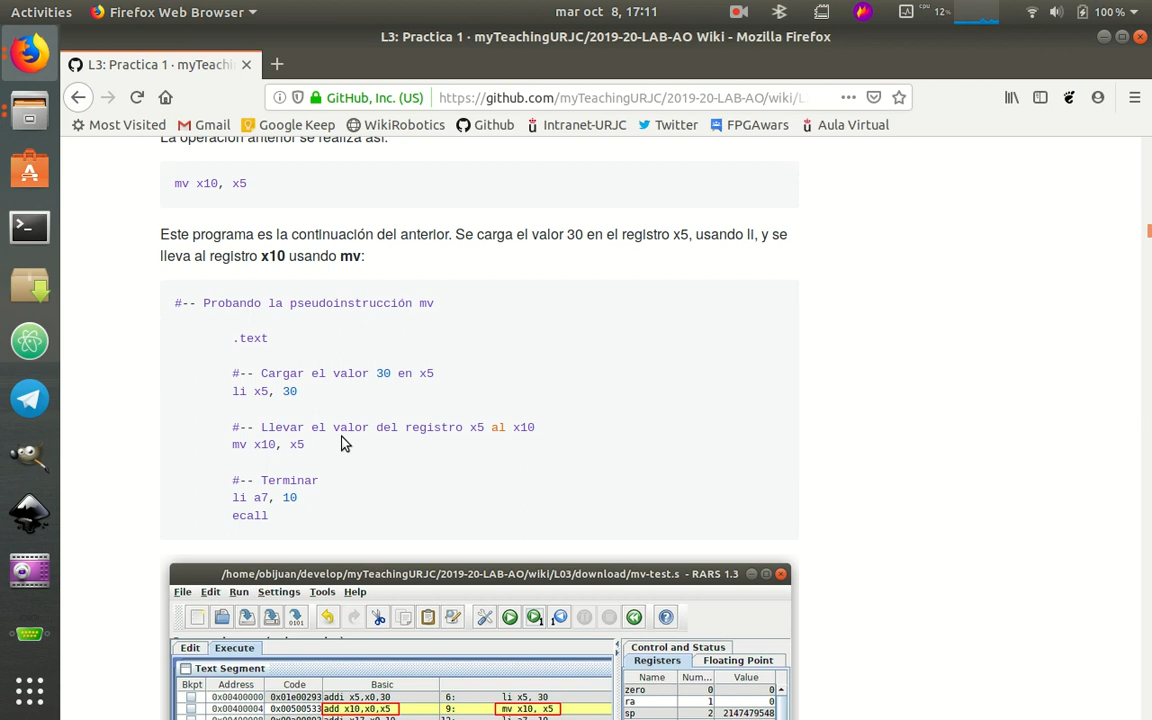 Activities Firefox Web Browser mar oct 8, 17:11 cpu 12% 100%
L3: Practica 1 · myTeachingURJC/2019-20-LAB-AO Wiki - Mozilla Firefox
L3: Practica 1 · myTeachi
GitHub, Inc. (US) https://github.com/myTeachingURJC/2019-20-LAB-AO/wiki/L
Most Visited Gmail Google Keep WikiRobotics Github Intranet-URJC Twitter FPGAwars Aula Virtual
La operación anterior se realiza así:
mv x10, x5
Este programa es la continuación del anterior. Se carga el valor 30 en el registro x5, usando li, y se
lleva al registro x10 usando mv:
#-- Probando la pseudoinstrucción mv
.text
#-- Cargar el valor 30 en x5
li x5, 30
#-- Llevar el valor del registro x5 al x10
mv x10, x5
#-- Terminar
li a7, 10
ecall
/home/obijuan/develop/myTeachingURJC/2019-20-LAB-AO/wiki/L03/download/mv-test.s - RARS 1.3
File Edit Run Settings Tools Help
Edit Execute
Control and Status
Text Segment
Registers Floating Point
Bkpt Address Code Basic
Name Num... Value
0x00400000 0x01e00293 addi x5,x0,30 6: li x5, 30
zero 0 0
0x00400004 0x00500533 add x10,x0,x5 9: mv x10, x5
ra 1 0
sp 2 2147479548